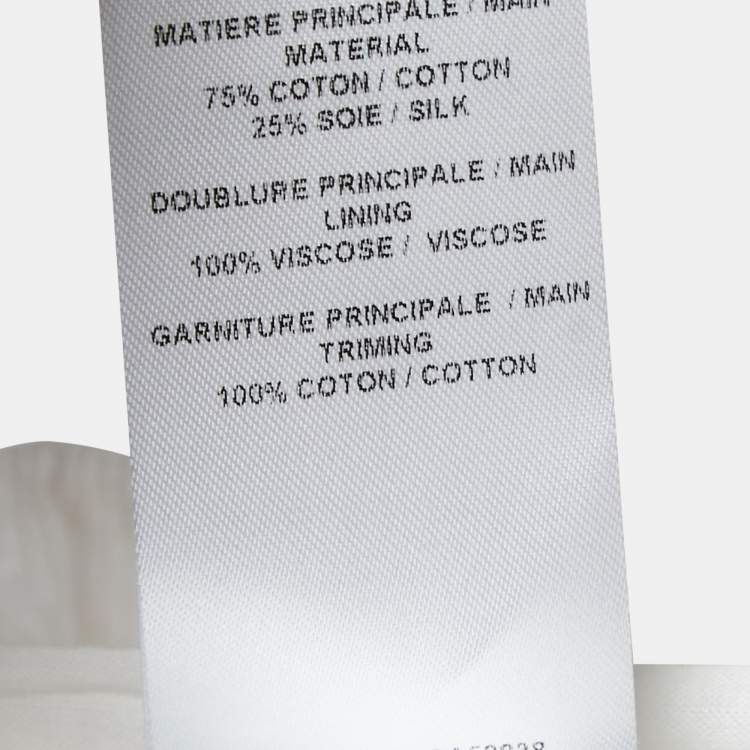 MATIERE PRINCIPALE / MAIN
MATERIAL
75% COTON / COTTON
25% SOIE / SILK
DOUBLURE PRINCIPALE / MAIN
LINING
100% VISCOSE / VISCOSE
GARNITURE PRINCIPALE / MAIN
TRIMING
100% COTON / COTTON